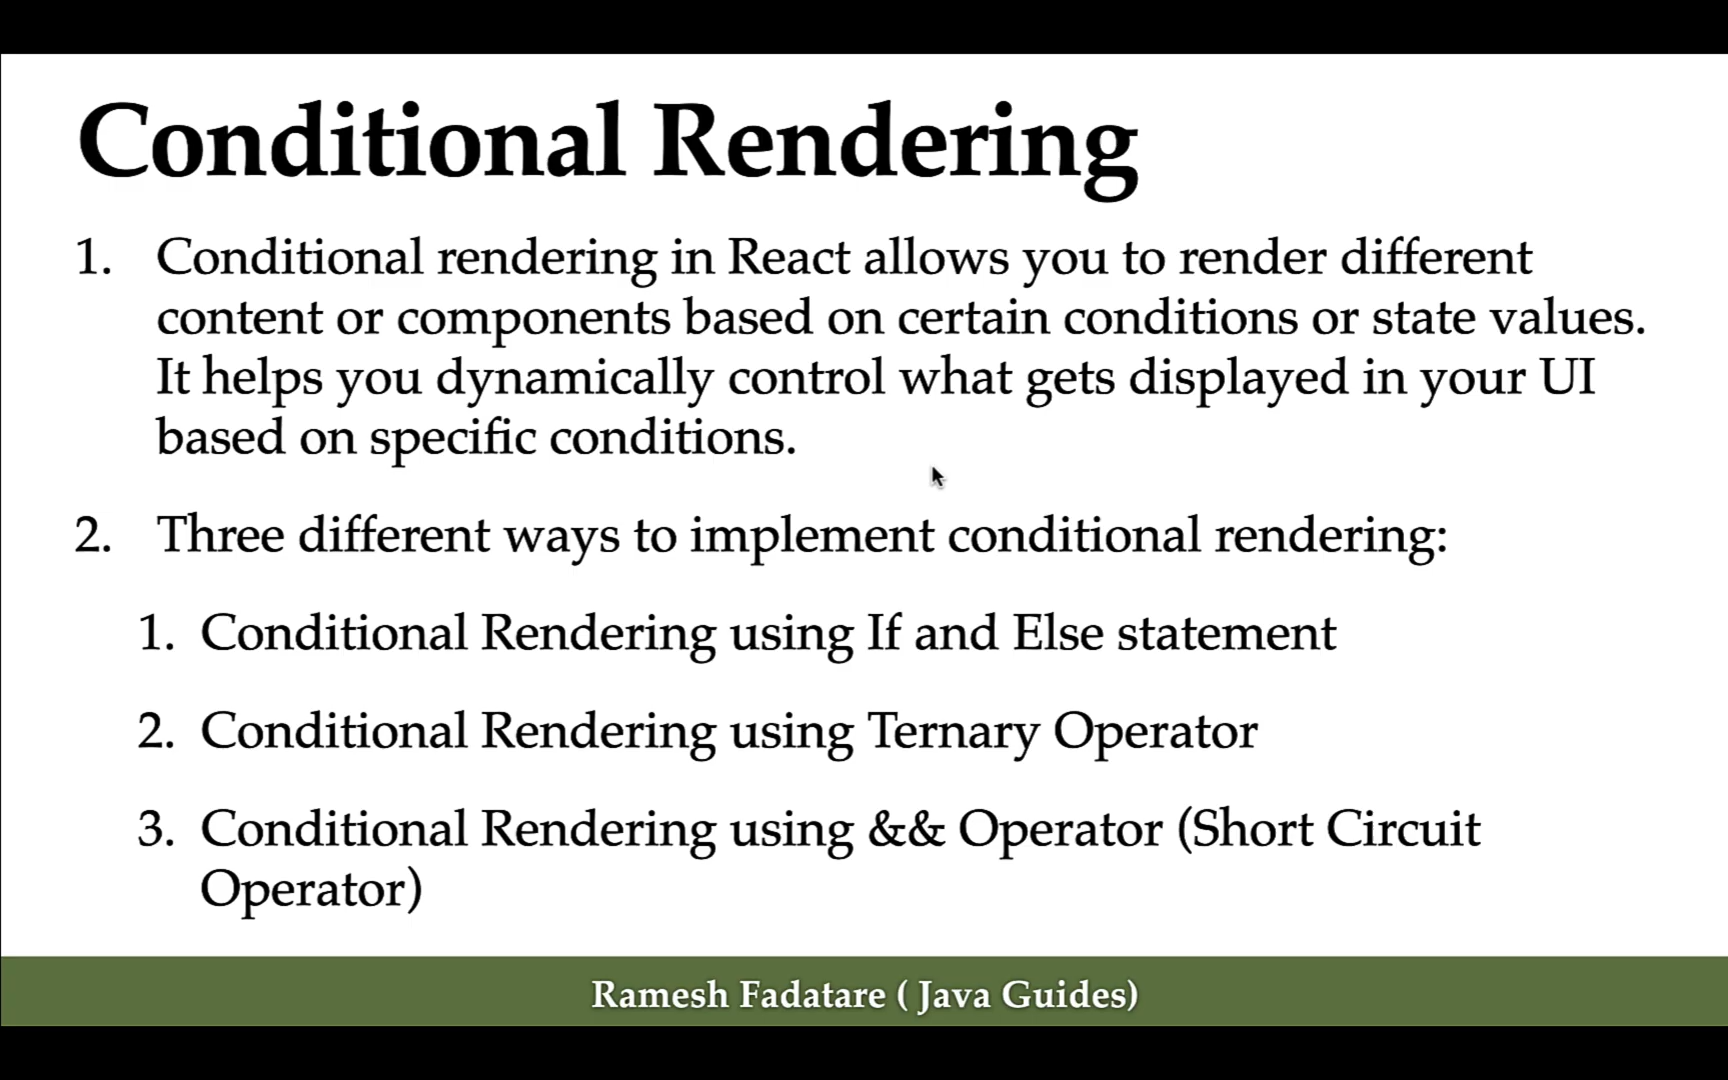 Conditional Rendering
1. Conditional rendering in React allows you to render different
content or components based on certain conditions or state values.
It helps you dynamically control what gets displayed in your UI
based on specific conditions.
2. Three different ways to implement conditional rendering:
1. Conditional Rendering using If and Else statement
2. Conditional Rendering using Ternary Operator
3. Conditional Rendering using && Operator (Short Circuit
Operator)
Ramesh Fadatare ( Java Guides)